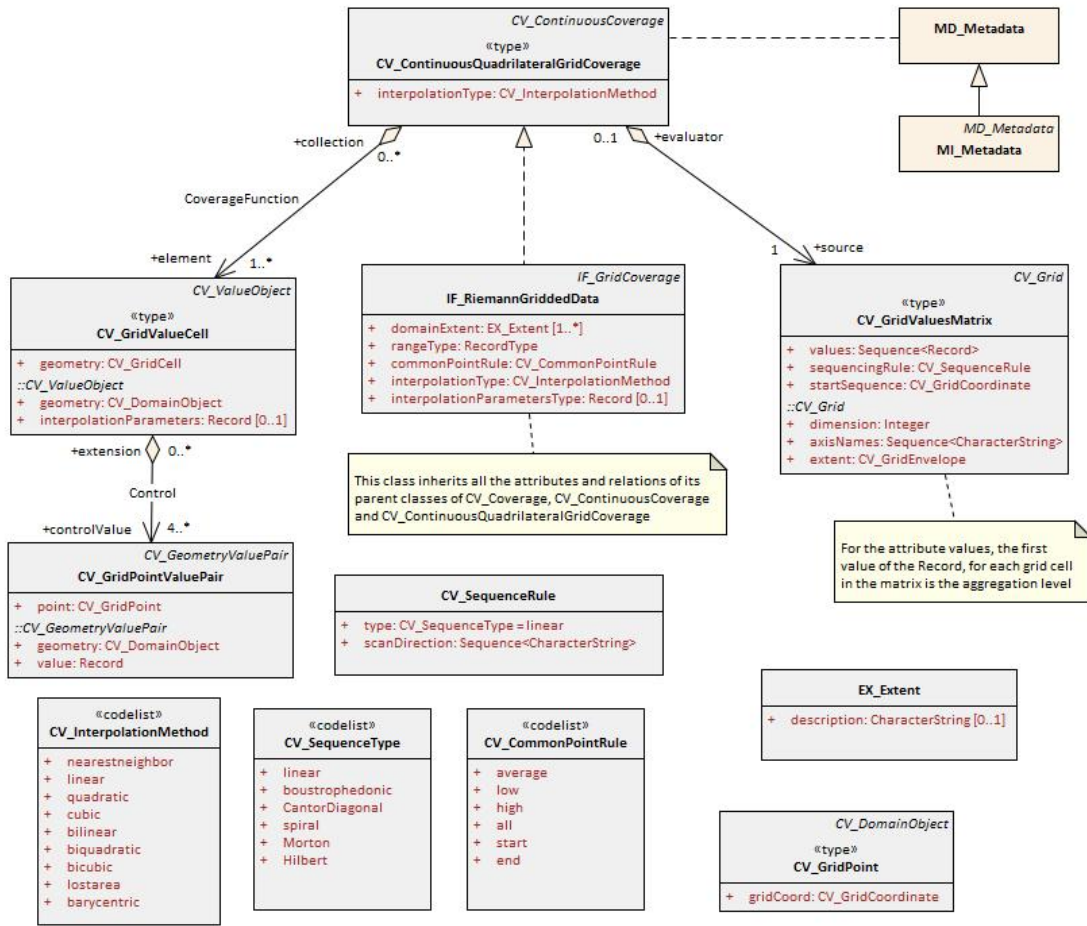 CV_ContinuousCoverage
«type»
CV_ContinuousQuadrilateralGridCoverage
+ interpolationType: CV_InterpolationMethod
MD_Metadata
MD_Metadata
MI_Metadata
+collection
0..*
0..1
+evaluator
CoverageFunction
+element
1..*
1
+source
CV_ValueObject
«type»
CV_GridValueCell
+ geometry: CV_GridCell
::CV_ValueObject
+ geometry: CV_DomainObject
+ interpolationParameters: Record [0..1]
IF_GridCoverage
IF_RiemannGriddedData
+ domainExtent: EX_Extent [1..*]
+ rangeType: RecordType
+ commonPointRule: CV_CommonPointRule
+ interpolationType: CV_InterpolationMethod
+ interpolationParametersType: Record [0..1]
CV_Grid
«type»
CV_GridValuesMatrix
+ values: Sequence<Record>
+ sequencingRule: CV_SequenceRule
+ startSequence: CV_GridCoordinate
::CV_Grid
+ dimension: Integer
+ axisNames: Sequence<CharacterString>
+ extent: CV_GridEnvelope
+extension
0..*
Control
+controlValue
4..*
This class inherits all the attributes and relations of its
parent classes of CV_Coverage, CV_ContinuousCoverage
and CV_ContinuousQuadrilateralGridCoverage
For the attribute values, the first
value of the Record, for each grid cell
in the matrix is the aggregation level
CV_GeometryValuePair
CV_GridPointValuePair
+ point: CV_GridPoint
::CV_GeometryValuePair
+ geometry: CV_DomainObject
+ value: Record
CV_SequenceRule
+ type: CV_SequenceType = linear
+ scanDirection: Sequence<CharacterString>
EX_Extent
+ description: CharacterString [0..1]
«codelist»
CV_InterpolationMethod
+ nearestneighbor
+ linear
+ quadratic
+ cubic
+ bilinear
+ biquadratic
+ bicubic
+ lostarea
+ barycentric
«codelist»
CV_SequenceType
+ linear
+ boustrophedonic
+ CantorDiagonal
+ spiral
+ Morton
+ Hilbert
«codelist»
CV_CommonPointRule
+ average
+ low
+ high
+ all
+ start
+ end
CV_DomainObject
«type»
CV_GridPoint
+ gridCoord: CV_GridCoordinate